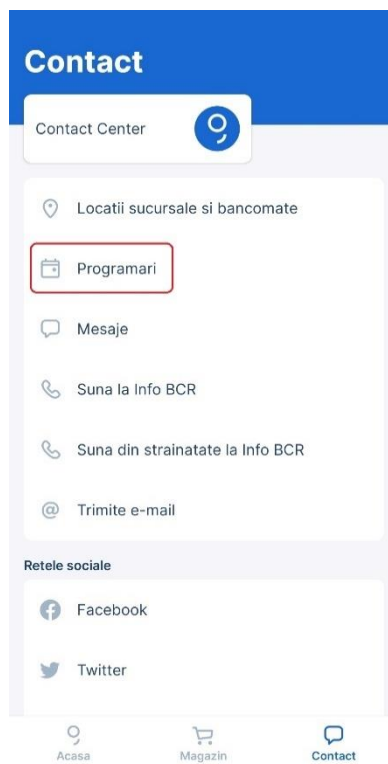 Contact
Contact Center
Locatii sucursale si bancomate
Programari
Mesaje
Suna la Info BCR
Suna din strainatate la Info BCR
Trimite e-mail
Retele sociale
Facebook
Twitter
Acasa
Magazin
Contact